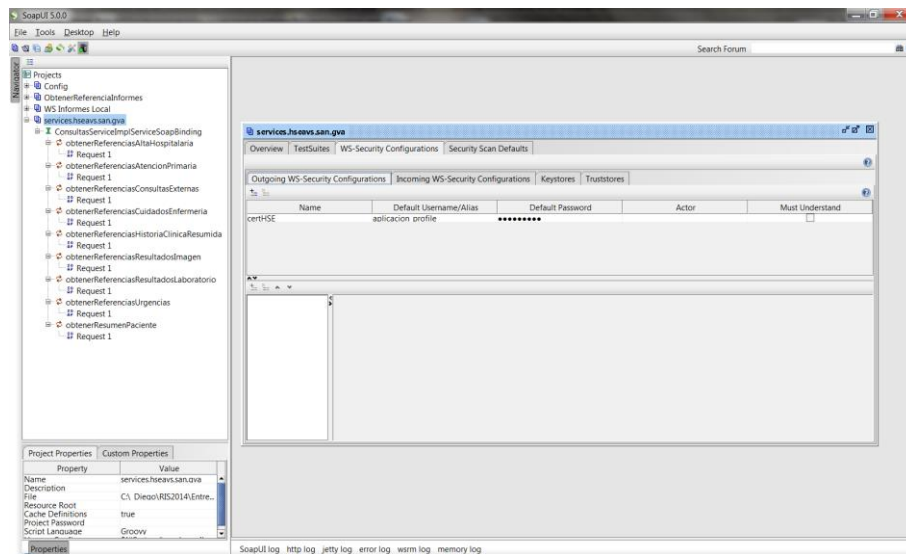 SoapUI 5.0.0
File Tools Desktop Help
Search Forum
Navigator
Projects
Config
ObtenerReferenciaInformes
WS Informes Local
services.hseavs.san.gva
ConsultasServiceImplServiceSoapBinding
obtenerReferenciasAltaHospitalaria
Request 1
obtenerReferenciasAtencionPrimaria
Request 1
obtenerReferenciasConsultasExternas
Request 1
obtenerReferenciasCuidadosEnfermeria
Request 1
obtenerReferenciasHistoriaClinicaResumida
Request 1
obtenerReferenciasResultadosImagen
Request 1
obtenerReferenciasResultadosLaboratorio
Request 1
obtenerReferenciasUrgencias
Request 1
obtenerResumenPaciente
Request 1
services.hseavs.san.gva
Overview TestSuites WS-Security Configurations Security Scan Defaults
Outgoing WS-Security Configurations Incoming WS-Security Configurations Keystores Truststores
Name Default Username/Alias Default Password Actor Must Understand
certHSE aplicacion profile •••••••••
Project Properties Custom Properties
Property Value
Name services.hseavs.san.gva
Description
File C:\ Diego\RIS2014\Entre...
Resource Root
Cache Definitions true
Project Password
Script Language Groovy
Properties
SoapUI log http log jetty log error log wsrm log memory log